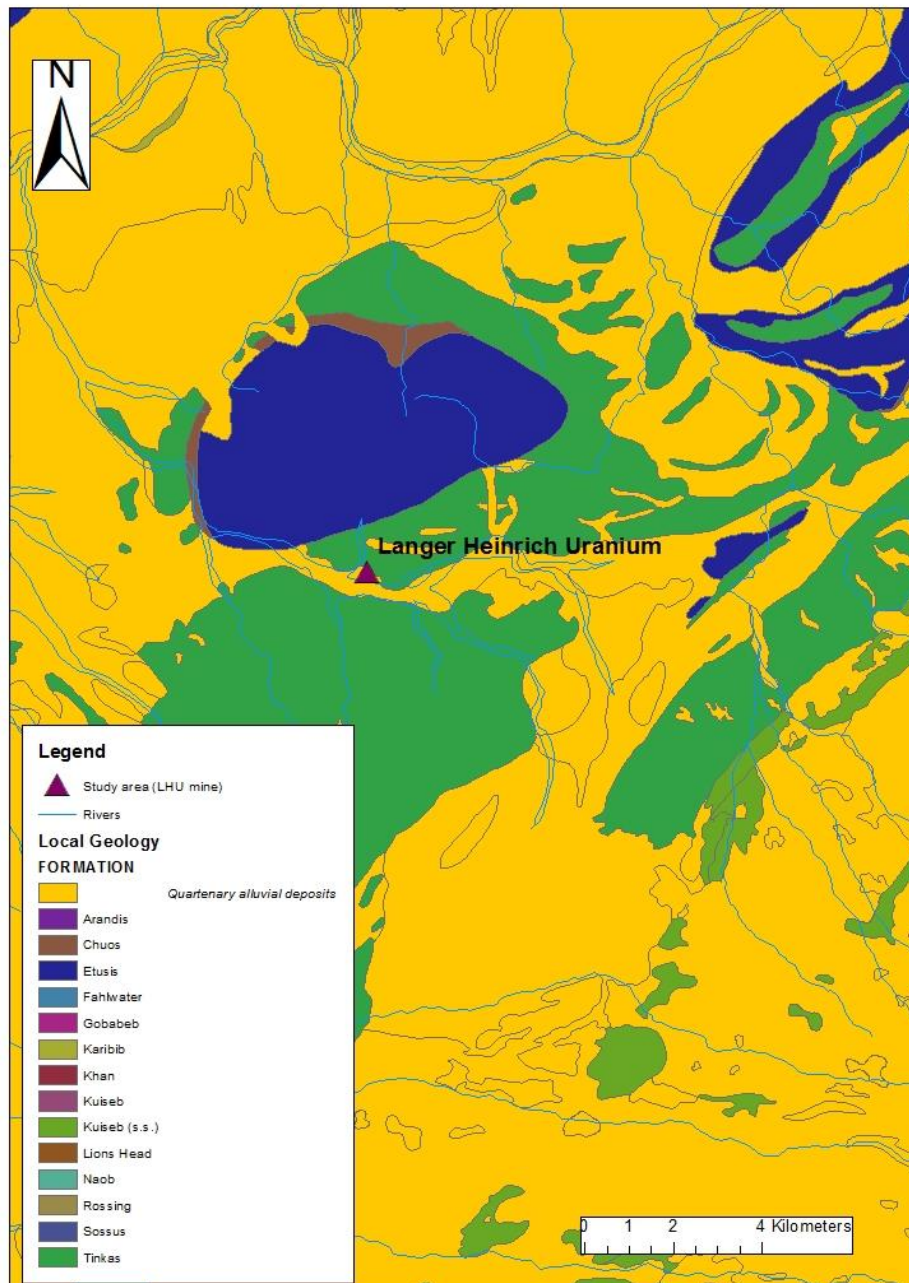 N
Langer Heinrich Uranium
Legend
Study area (LHU mine)
Rivers
Local Geology
FORMATION
Quartenary alluvial deposits
Arandis
Chuos
Etusis
Fahlwater
Gobabeb
Karibib
Khan
Kuiseb
Kuiseb (s.s.)
Lions Head
Naob
Rossing
Sossus
Tinkas
0 1 2 4 Kilometers